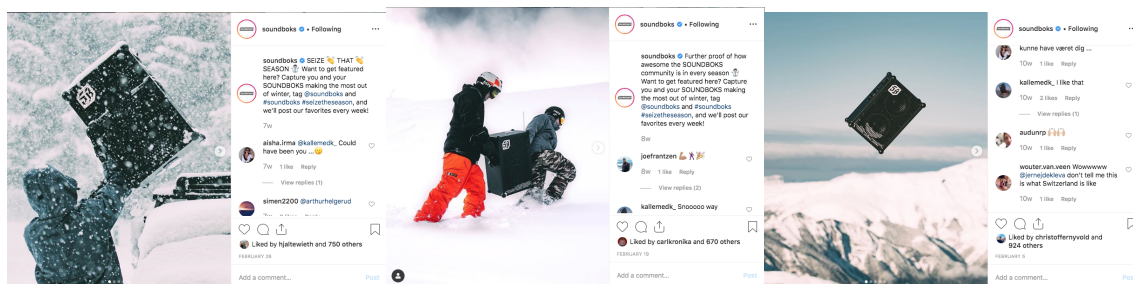 soundboks • Following
soundboks SEIZE 👏 THAT 👏
SEASON ☃️ Want to get featured
here? Capture you and your
SOUNDBOKS making the most out
of winter, tag @soundboks and
#soundboks #seizetheseason, and
we'll post our favorites every week!
7w
aisha.irma @kallemedk_ Could
have been you ...😏
7w 1 like Reply
View replies (1)
simen2200 @arthurhelgerud
Liked by hjaltewieth and 750 others
FEBRUARY 26
Add a comment... Post
soundboks • Following
soundboks Further proof of how
awesome the SOUNDBOKS
community is in every season ☃️
Want to get featured here? Capture
you and your SOUNDBOKS making
the most out of winter, tag
@soundboks and #soundboks
#seizetheseason, and we'll post our
favorites every week!
8w
joefrantzen 💪🏽🕺🎉
8w 1 like Reply
View replies (2)
kallemedk_ Snooooo way
Liked by carlkronika and 670 others
FEBRUARY 19
Add a comment... Post
soundboks • Following
kunne have været dig ...
10w 1 like Reply
kallemedk_ I like that
10w 2 likes Reply
View replies (1)
audunrp 🙌🏼🙌🏼
10w 1 like Reply
wouter.van.veen Wowwwww
@jernejdekleva don't tell me this
is what Switzerland is like
10w 1 like Reply
Liked by christoffernyvold and
924 others
FEBRUARY 5
Add a comment... Post